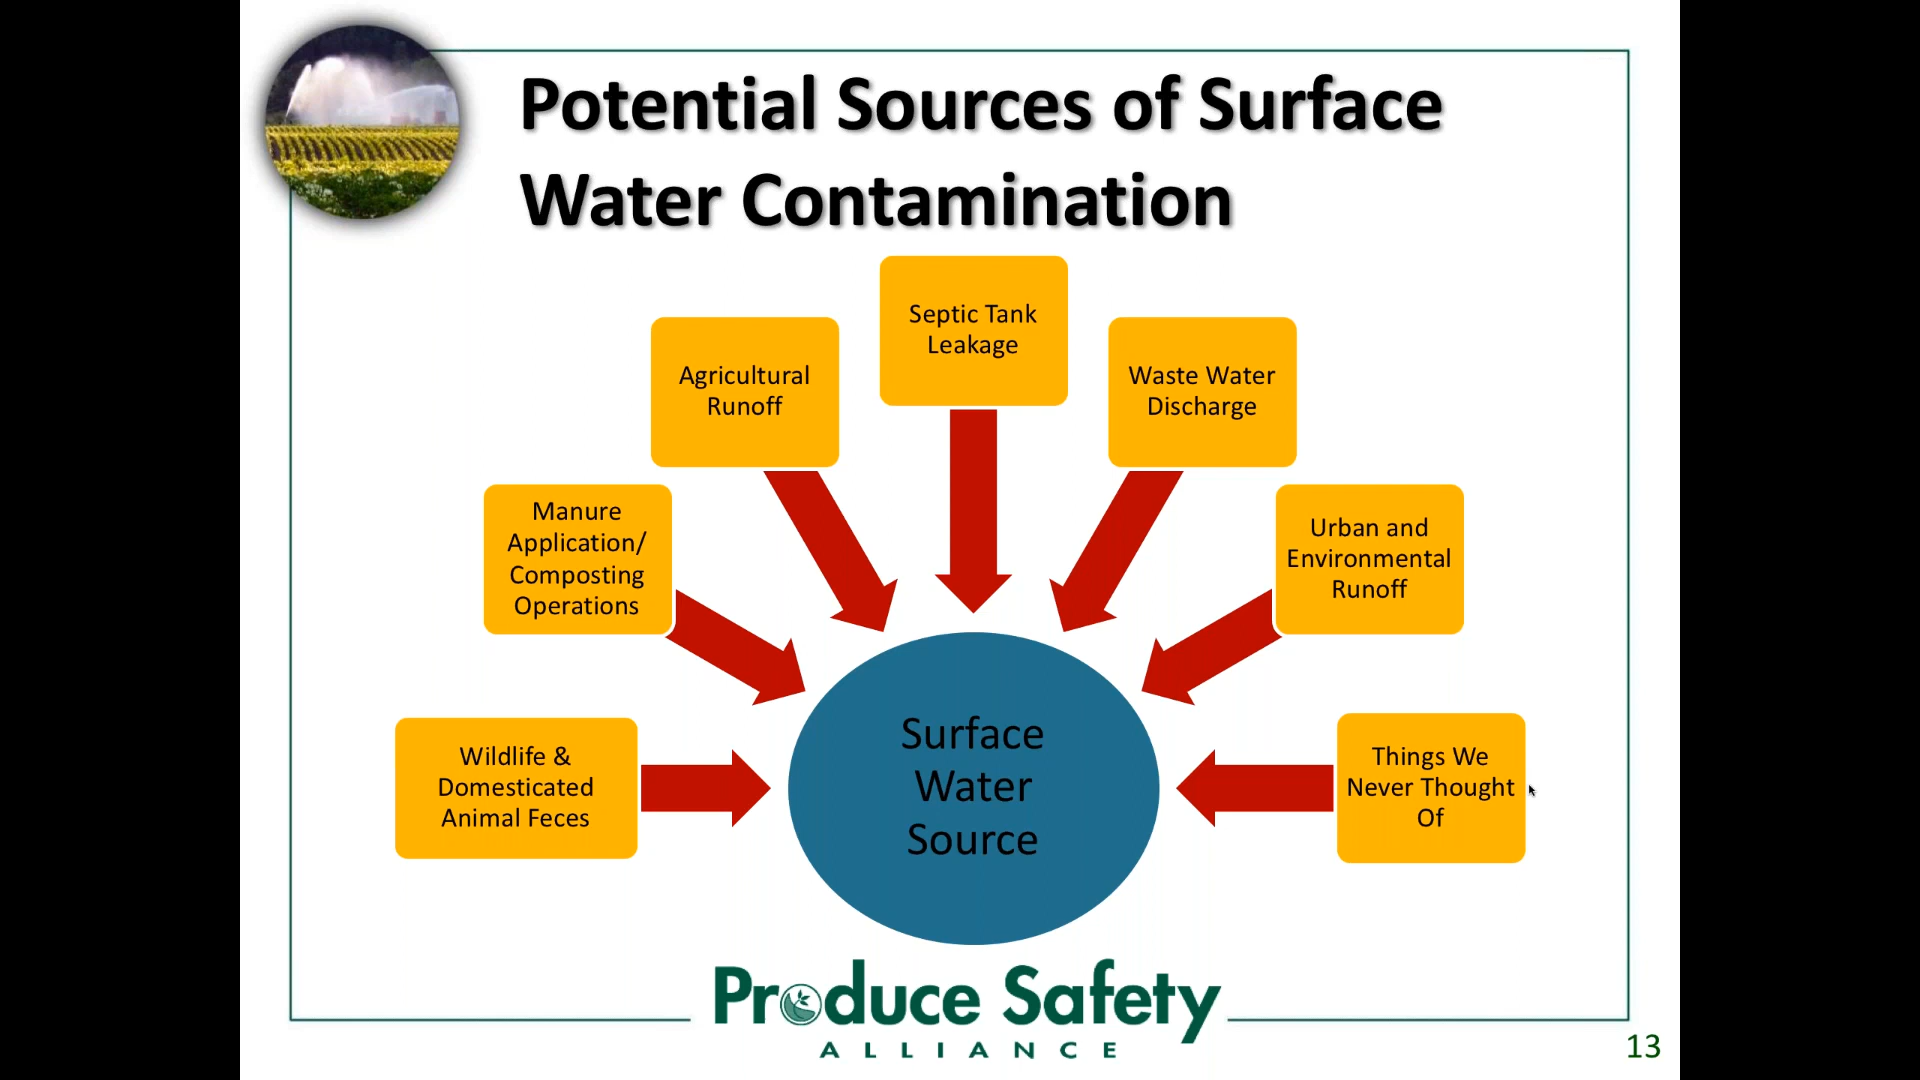 Potential Sources of Surface
Water Contamination
Septic Tank
Leakage
Agricultural
Runoff
Waste Water
Discharge
Manure
Application/
Composting
Operations
Urban and
Environmental
Runoff
Wildlife &
Domesticated
Animal Feces
Surface
Water
Source
Things We
Never Thought
Of
Produce Safety
ALLIANCE
13